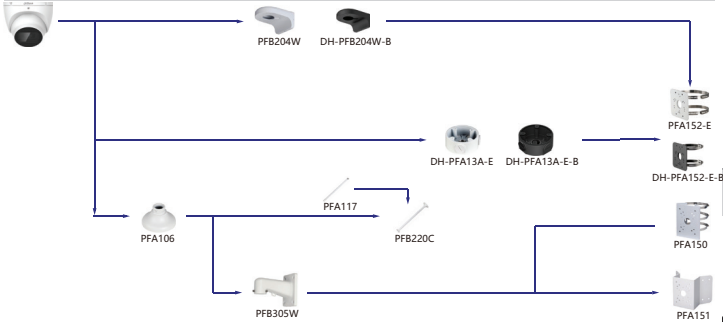 PFB204W DH-PFB204W-B
PFA152-E
DH-PFA13A-E DH-PFA13A-E-B
DH-PFA152-E-B
PFA117
PFA106 PFB220C PFA150
PFB305W PFA151